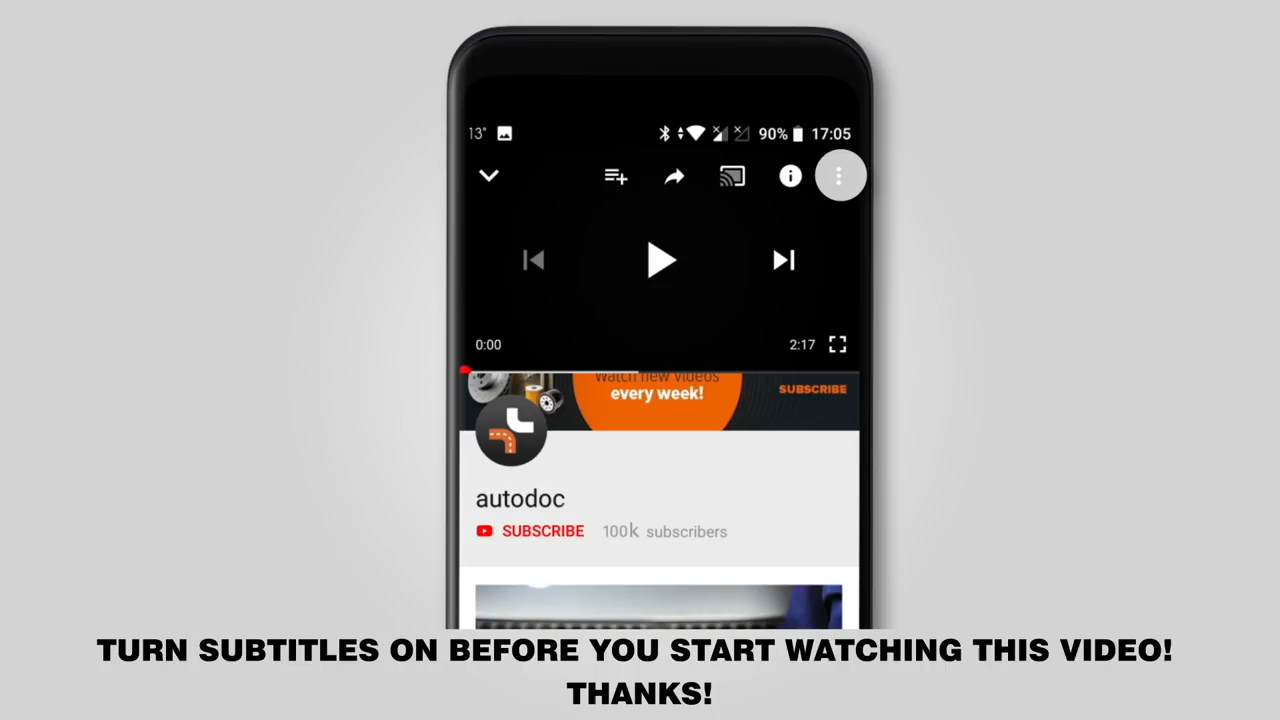 13°
90% 17:05
0:00
2:17
Watch new videos
every week!
SUBSCRIBE
autodoc
SUBSCRIBE 100k subscribers
TURN SUBTITLES ON BEFORE YOU START WATCHING THIS VIDEO!
THANKS!